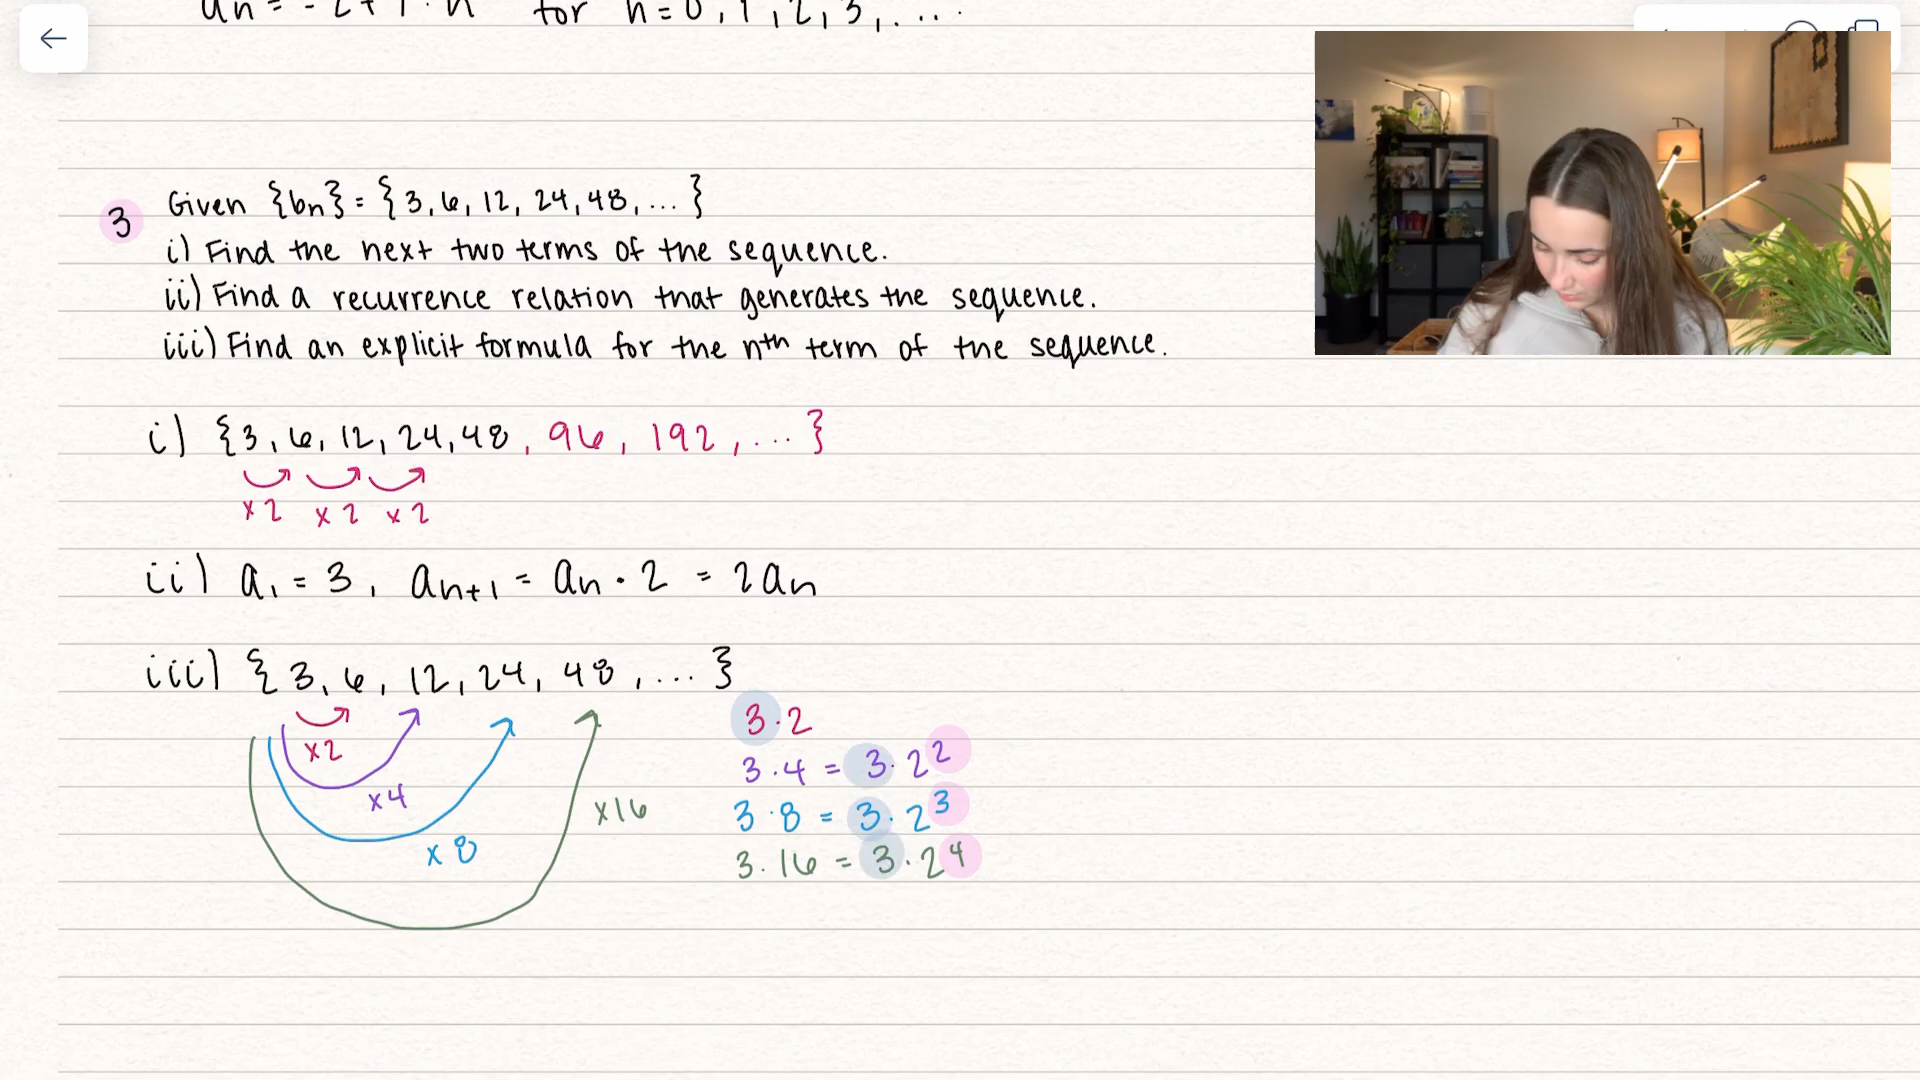 an = -2 + 1 · n for n = 0, 1, 2, 3, ....
3 Given {bn} = {3, 6, 12, 24, 48, ... }
i) Find the next two terms of the sequence.
ii) Find a recurrence relation that generates the sequence.
iii) Find an explicit formula for the nth term of the sequence.
i) {3, 6, 12, 24, 48, 96, 192, ... }
x2 x2 x2
ii) a₁ = 3, aₙ₊₁ = aₙ · 2 = 2aₙ
iii) {3, 6, 12, 24, 48, ... }
x2
x4
x8
x16
3·2
3·4 = 3·2²
3·8 = 3·2³
3·16 = 3·2⁴